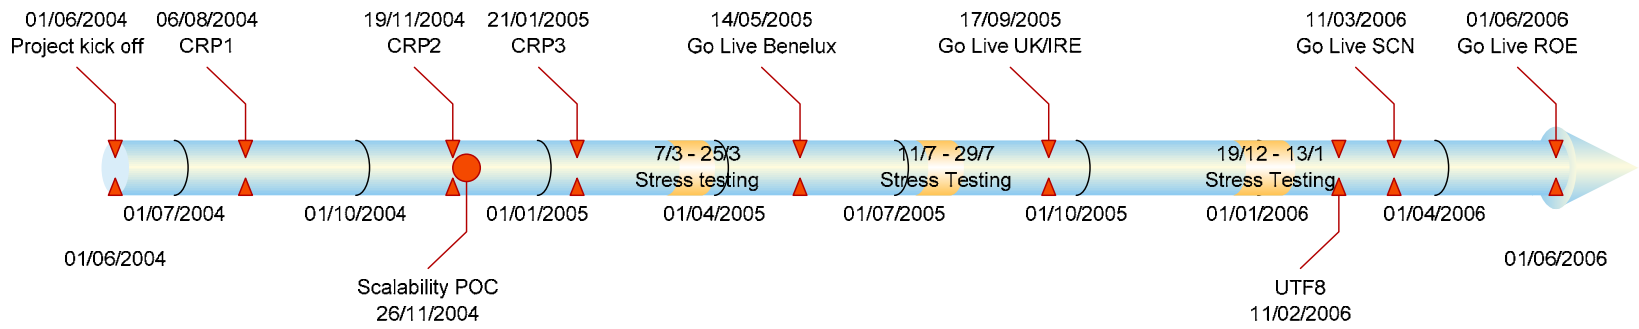 01/06/2004
Project kick off
06/08/2004
CRP1
19/11/2004
CRP2
21/01/2005
CRP3
14/05/2005
Go Live Benelux
17/09/2005
Go Live UK/IRE
11/03/2006
Go Live SCN
01/06/2006
Go Live ROE
7/3 - 25/3
Stress testing
11/7 - 29/7
Stress Testing
19/12 - 13/1
Stress Testing
01/07/2004
01/10/2004
01/01/2005
01/04/2005
01/07/2005
01/10/2005
01/01/2006
01/04/2006
01/06/2004
01/06/2006
Scalability POC
26/11/2004
UTF8
11/02/2006